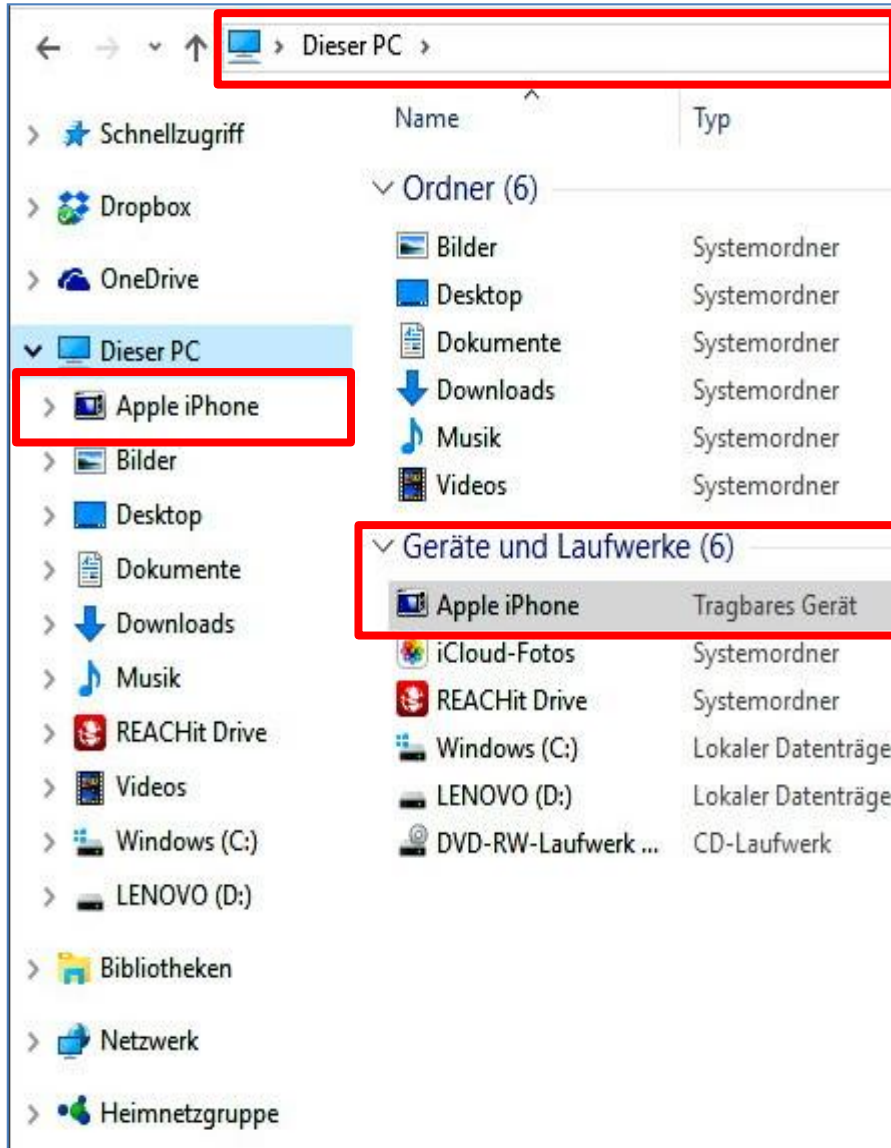 Dieser PC
Schnellzugriff
Dropbox
OneDrive
Dieser PC
Apple iPhone
Bilder
Desktop
Dokumente
Downloads
Musik
REACHit Drive
Videos
Windows (C:)
LENOVO (D:)
Bibliotheken
Netzwerk
Heimnetzgruppe
Name Typ
Ordner (6)
Bilder Systemordner
Desktop Systemordner
Dokumente Systemordner
Downloads Systemordner
Musik Systemordner
Videos Systemordner
Geräte und Laufwerke (6)
Apple iPhone Tragbares Gerät
iCloud-Fotos Systemordner
REACHit Drive Systemordner
Windows (C:) Lokaler Datenträge
LENOVO (D:) Lokaler Datenträge
DVD-RW-Laufwerk ... CD-Laufwerk